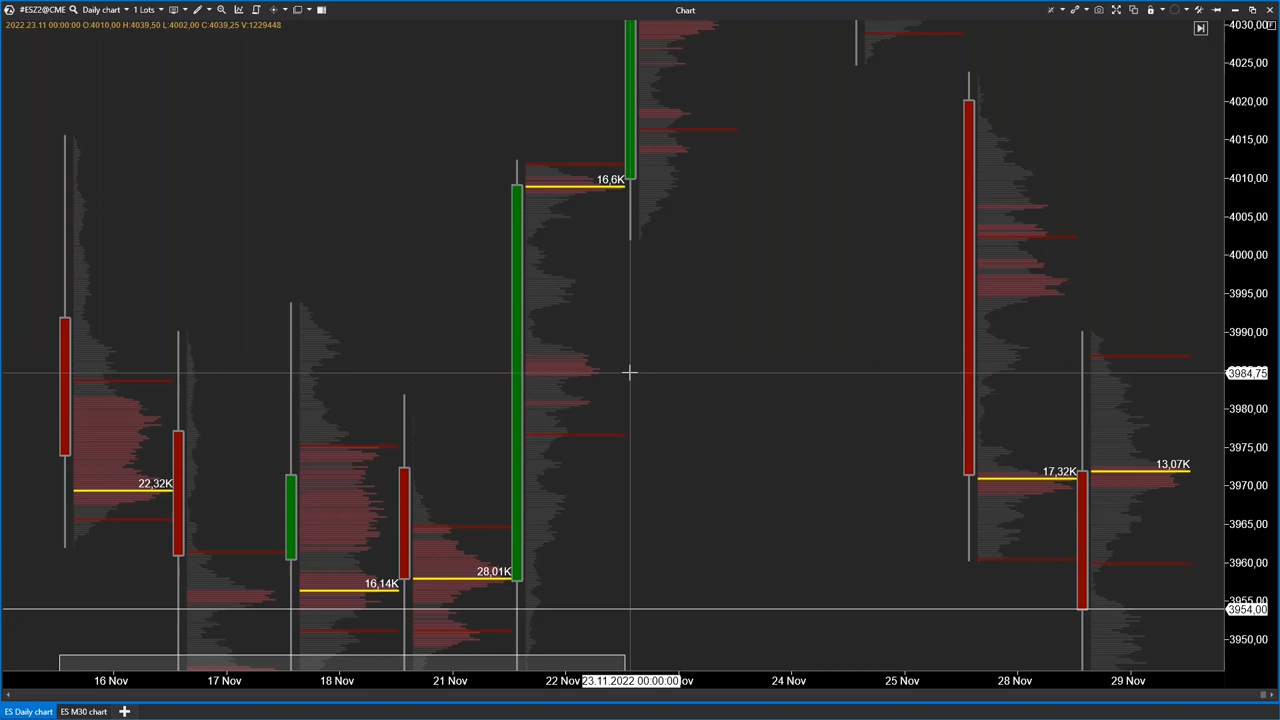 #ESZ2@CME Daily chart 1 Lots Chart
2022.23.11 00:00:00 O:4010,00 H:4039,50 L:4002,00 C:4039,25 V:1229448
4030,00
4025,00
4020,00
4015,00
16,6K 4010,00
4005,00
4000,00
3995,00
3990,00
3984,75
3980,00
3975,00
22,32K 17,32K 13,07K
3970,00
3965,00
16,14K 28,01K 3960,00
3954,00
3950,00
16 Nov 17 Nov 18 Nov 21 Nov 22 Nov 23.11.2022 00:00:00 24 Nov 25 Nov 28 Nov 29 Nov
ES Daily chart ES M30 chart